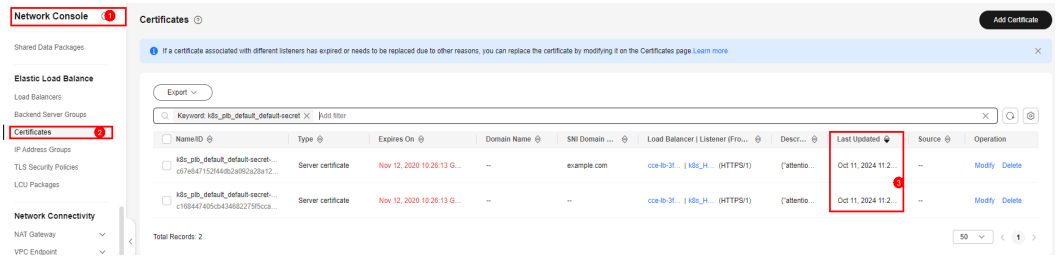 Network Console
1
Shared Data Packages
Elastic Load Balance
Load Balancers
Backend Server Groups
Certificates
2
IP Address Groups
TLS Security Policies
LCU Packages
Network Connectivity
NAT Gateway
VPC Endpoint
Certificates
Add Certificate
If a certificate associated with different listeners has expired or needs to be replaced due to other reasons, you can replace the certificate by modifying it on the Certificates page.Learn more
Export
Keyword: k8s_plb_default_default-secret Add filter
Name/ID Type Expires On Domain Name SNI Domain ... Load Balancer | Listener (Fro... Descr... Last Updated Source Operation
k8s_plb_default_default-secret-...
c67e847152f44db2a092a28a12...
Server certificate Nov 12, 2020 10:26:13 G... -- example.com cce-lb-3f... | k8s_H... (HTTPS/1) {"attentio... Oct 11, 2024 11:2... -- Modify Delete
3
k8s_plb_default_default-secret-...
c168447405cb434682275f5cca...
Server certificate Nov 12, 2020 10:26:13 G... -- -- cce-lb-3f... | k8s_H... (HTTPS/1) {"attentio... Oct 11, 2024 11:2... -- Modify Delete
Total Records: 2
50 < 1 >